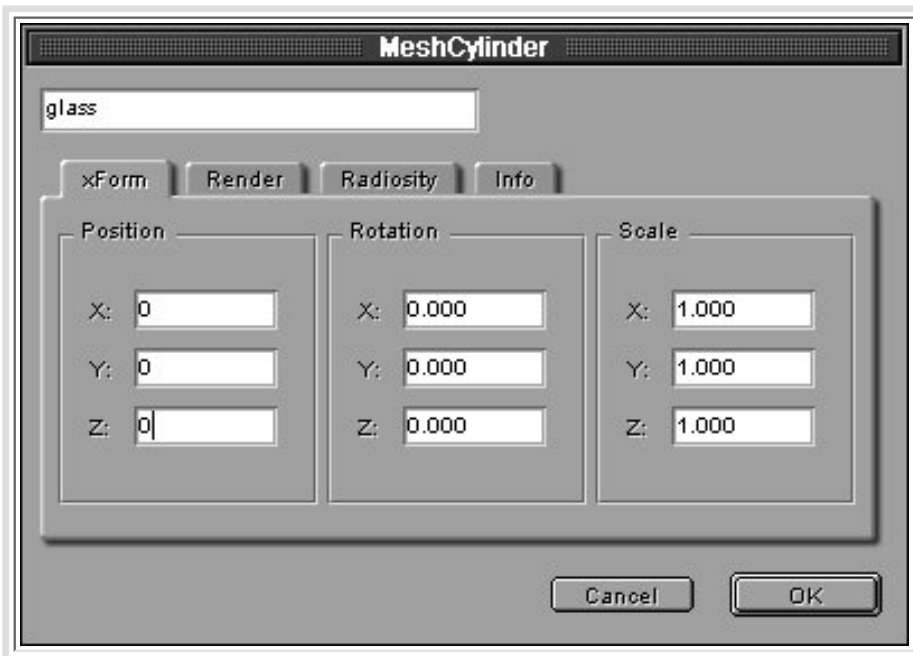 MeshCylinder
glass
xForm Render Radiosity Info
Position Rotation Scale
X: 0 X: 0.000 X: 1.000
Y: 0 Y: 0.000 Y: 1.000
Z: 0 Z: 0.000 Z: 1.000
Cancel OK